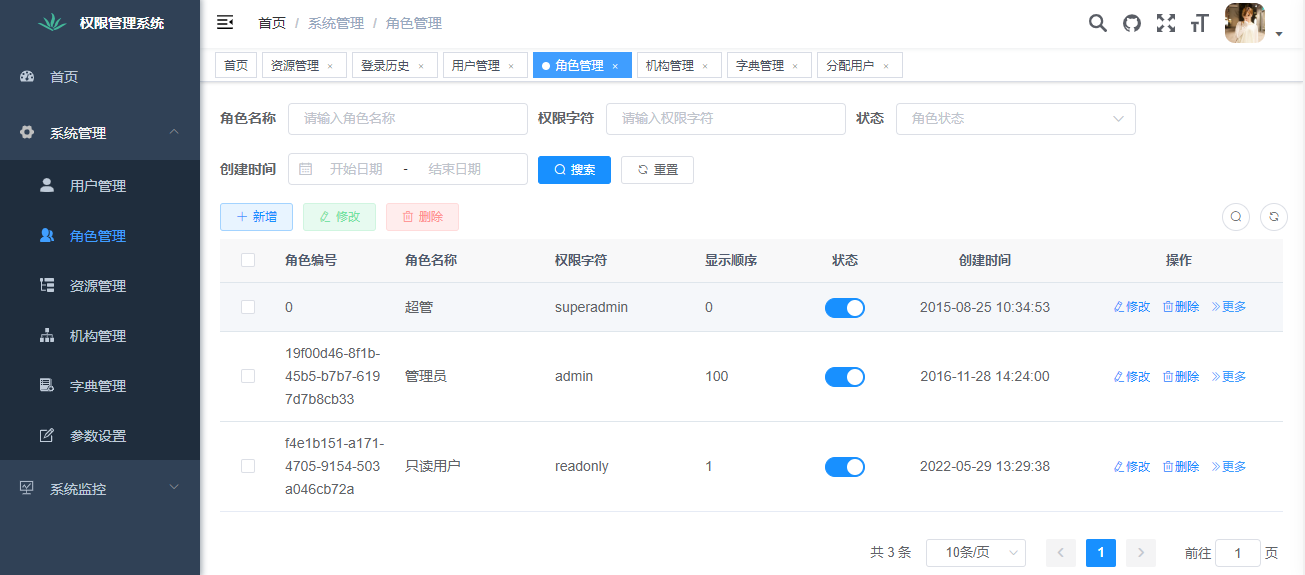 权限管理系统
首页
系统管理
用户管理
角色管理
资源管理
机构管理
字典管理
参数设置
系统监控
首页 / 系统管理 / 角色管理
首页 资源管理 × 登录历史 × 用户管理 × 角色管理 × 机构管理 × 字典管理 × 分配用户 ×
角色名称 请输入角色名称 权限字符 请输入权限字符 状态 角色状态
创建时间 开始日期 - 结束日期 搜索 重置
+ 新增 修改 删除
角色编号 角色名称 权限字符 显示顺序 状态 创建时间 操作
0 超管 superadmin 0 2015-08-25 10:34:53 修改 删除 更多
19f00d46-8f1b-
45b5-b7b7-619 管理员 admin 100 2016-11-28 14:24:00 修改 删除 更多
7d7b8cb33
f4e1b151-a171-
4705-9154-503 只读用户 readonly 1 2022-05-29 13:29:38 修改 删除 更多
a046cb72a
共 3 条 10条/页 1 前往 1 页